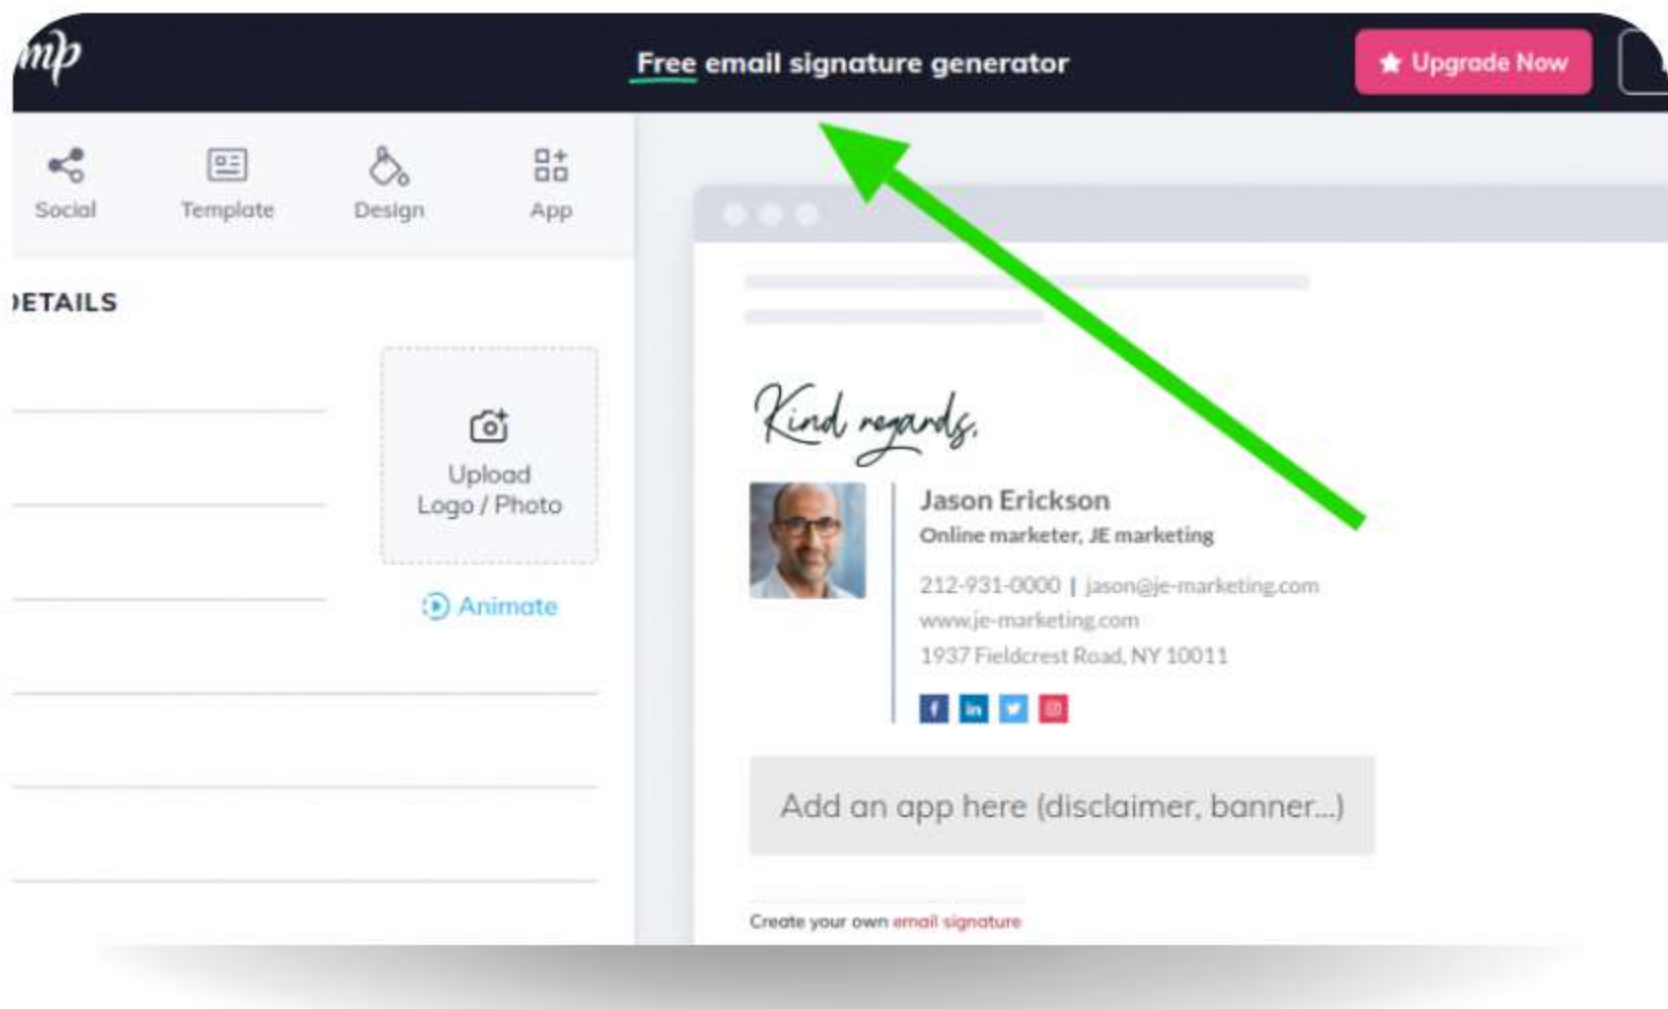 mp
Free email signature generator
Upgrade Now
Social
Template
Design
App
DETAILS
Upload
Logo / Photo
Animate
Kind regards,
Jason Erickson
Online marketer, JE marketing
212-931-0000 | jason@je-marketing.com
www.je-marketing.com
1937 Fieldcrest Road, NY 10011
f
in
Add an app here (disclaimer, banner...)
Create your own email signature